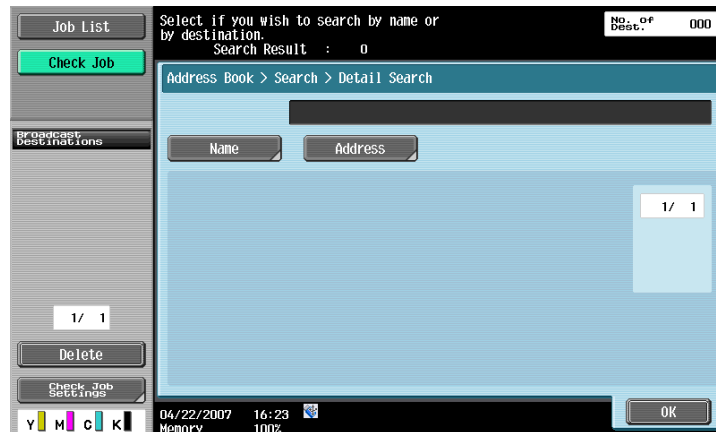 Job List
Check Job
Select if you wish to search by name or
by destination.
Search Result : 0
No. of
Dest. 000
Address Book > Search > Detail Search
Broadcast
Destinations
Name Address
1/ 1
1/ 1
Delete
Check Job
Settings
Y M C K
04/22/2007 16:23
Memory 100%
OK